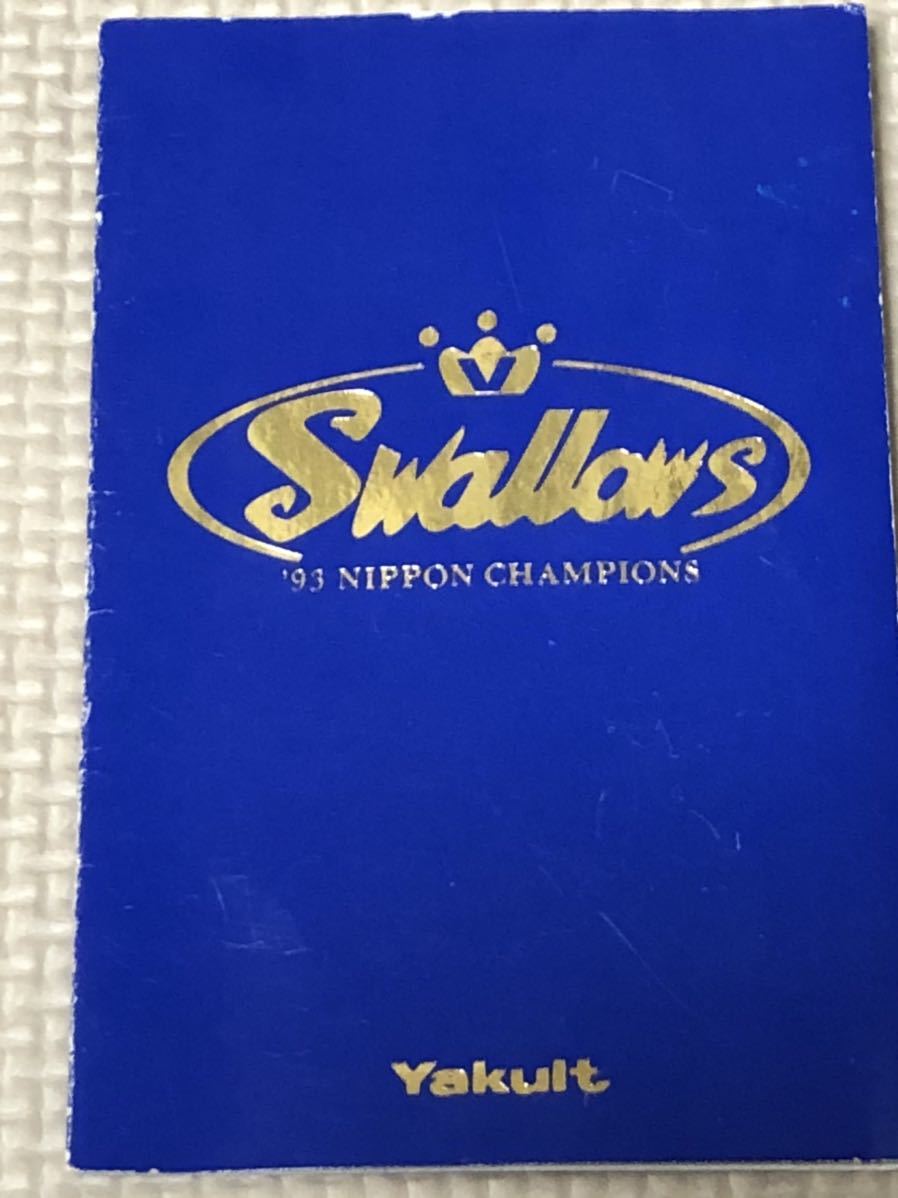 V
Swallows
'93 NIPPON CHAMPIONS
Yakult